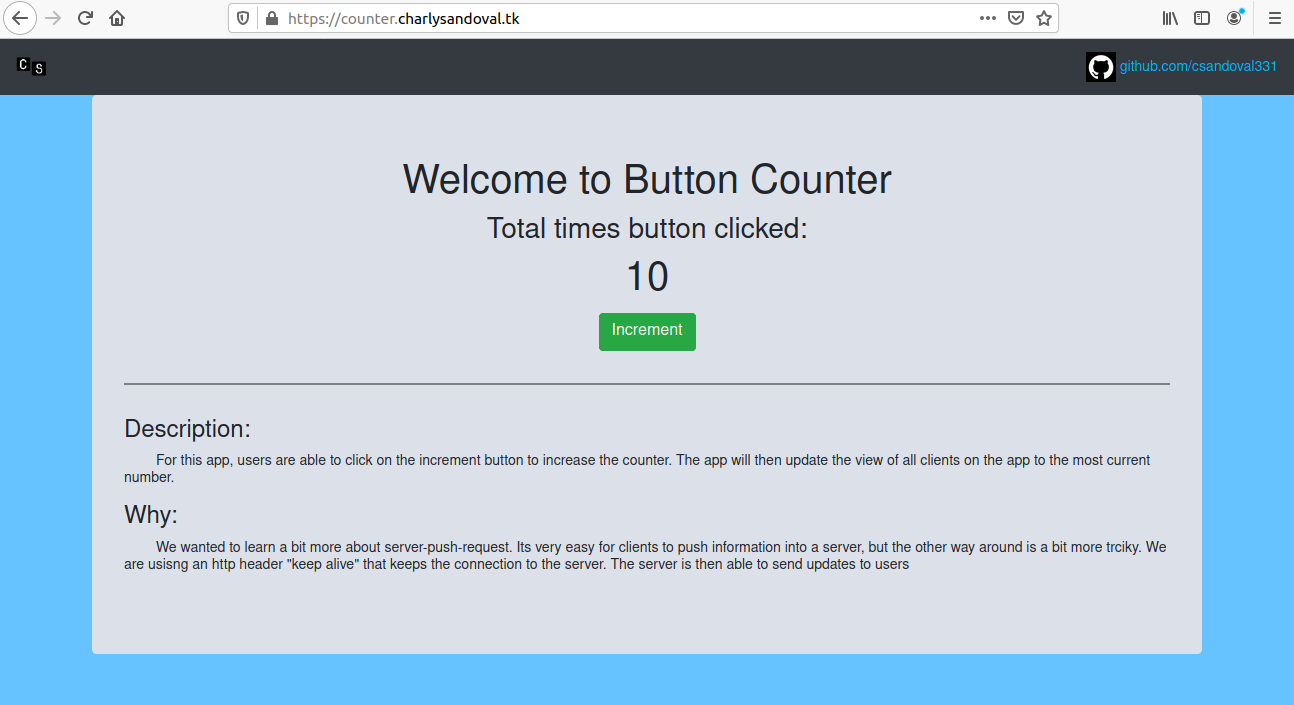 https://counter.charlysandoval.tk
C S
github.com/csandoval331
Welcome to Button Counter
Total times button clicked:
10
Increment
Description:
For this app, users are able to click on the increment button to increase the counter. The app will then update the view of all clients on the app to the most current
number.
Why:
We wanted to learn a bit more about server-push-request. Its very easy for clients to push information into a server, but the other way around is a bit more trciky. We
are usisng an http header "keep alive" that keeps the connection to the server. The server is then able to send updates to users